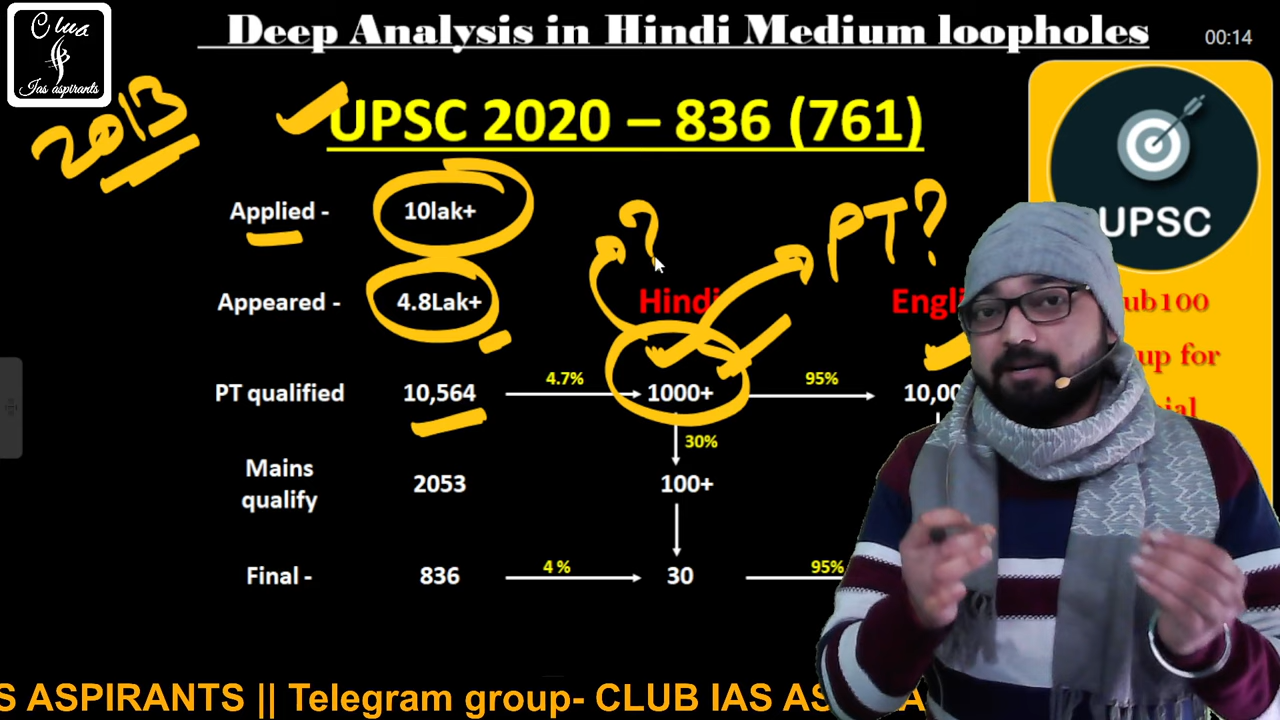 Club
Ias aspirants
Deep Analysis in Hindi Medium loopholes
00:14
2013
UPSC 2020 – 836 (761)
Applied - 10lak+
? PT?
UPSC
Appeared - 4.8Lak+ Hindi
PT qualified 10,564 4.7% 1000+ 95%
30%
Mains
qualify 2053 100+
Final - 836 4 % 30 95%
ASPIRANTS || Telegram group- CLUB IAS